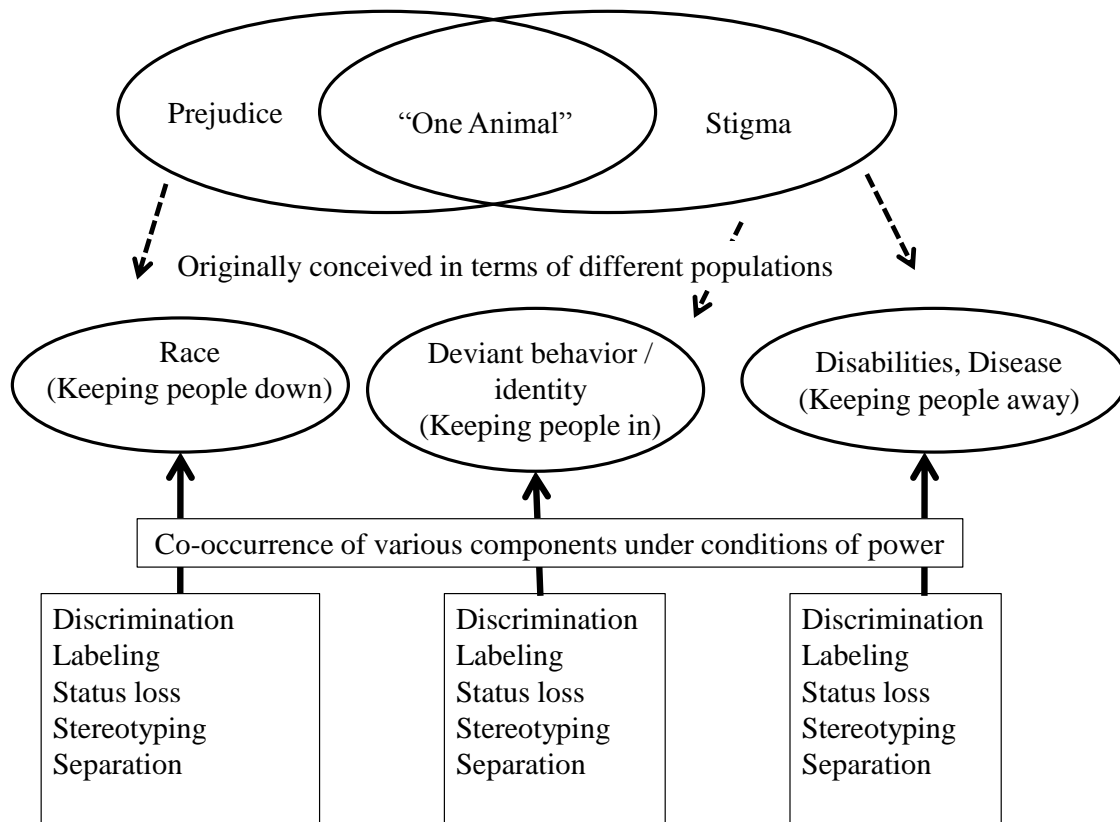 Prejudice
“One Animal”
Stigma
Originally conceived in terms of different populations
Race
(Keeping people down)
Deviant behavior /
identity
(Keeping people in)
Disabilities, Disease
(Keeping people away)
Co-occurrence of various components under conditions of power
Discrimination
Labeling
Status loss
Stereotyping
Separation
Discrimination
Labeling
Status loss
Stereotyping
Separation
Discrimination
Labeling
Status loss
Stereotyping
Separation